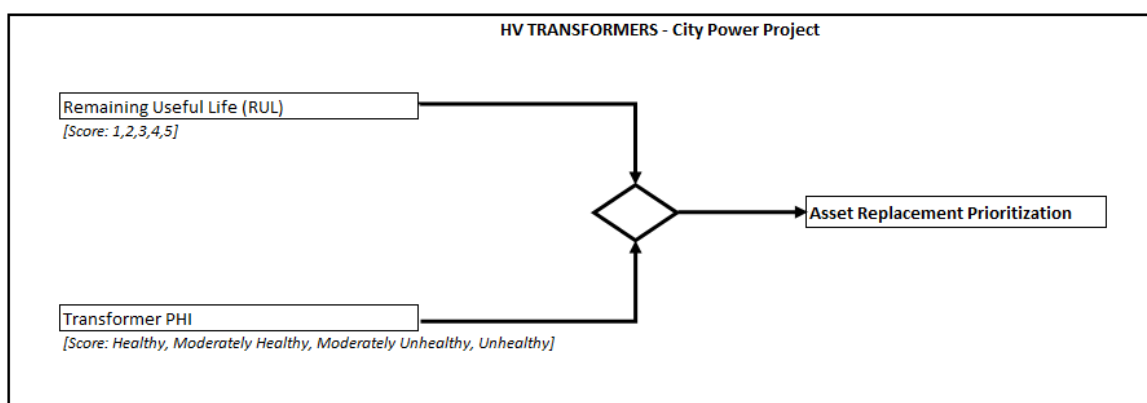 HV TRANSFORMERS - City Power Project
Remaining Useful Life (RUL)
[Score: 1,2,3,4,5]
Asset Replacement Prioritization
Transformer PHI
[Score: Healthy, Moderately Healthy, Moderately Unhealthy, Unhealthy]